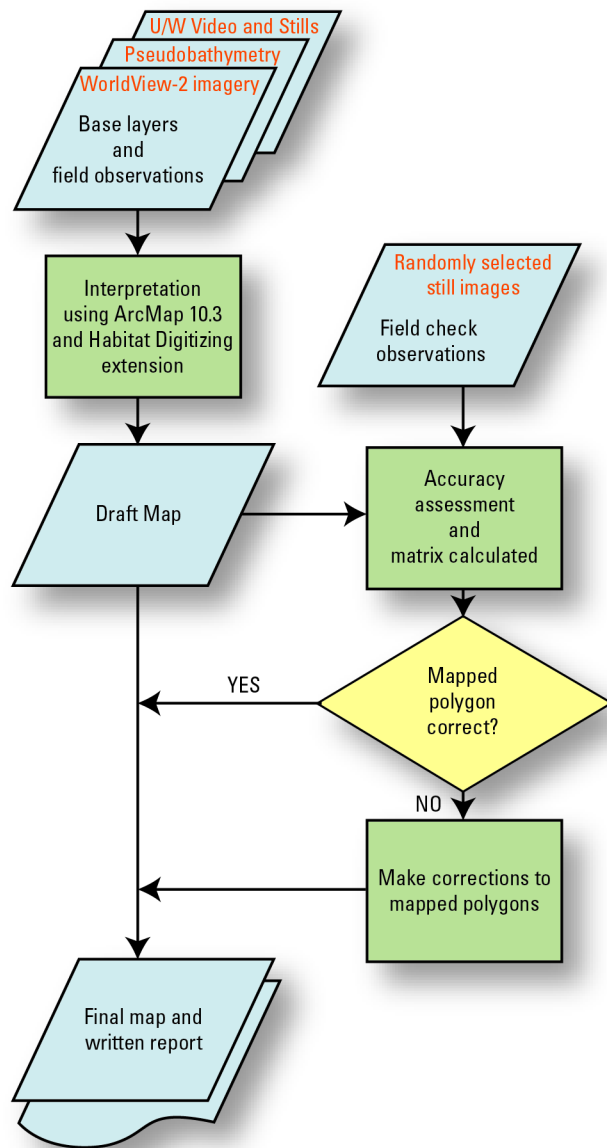 U/W Video and Stills
Pseudobathymetry
WorldView-2 imagery
Base layers
and
field observations
Interpretation
using ArcMap 10.3
and Habitat Digitizing
extension
Randomly selected
still images
Field check
observations
Draft Map
Accuracy
assessment
and
matrix calculated
Mapped
polygon
correct?
YES
NO
Make corrections to
mapped polygons
Final map and
written report